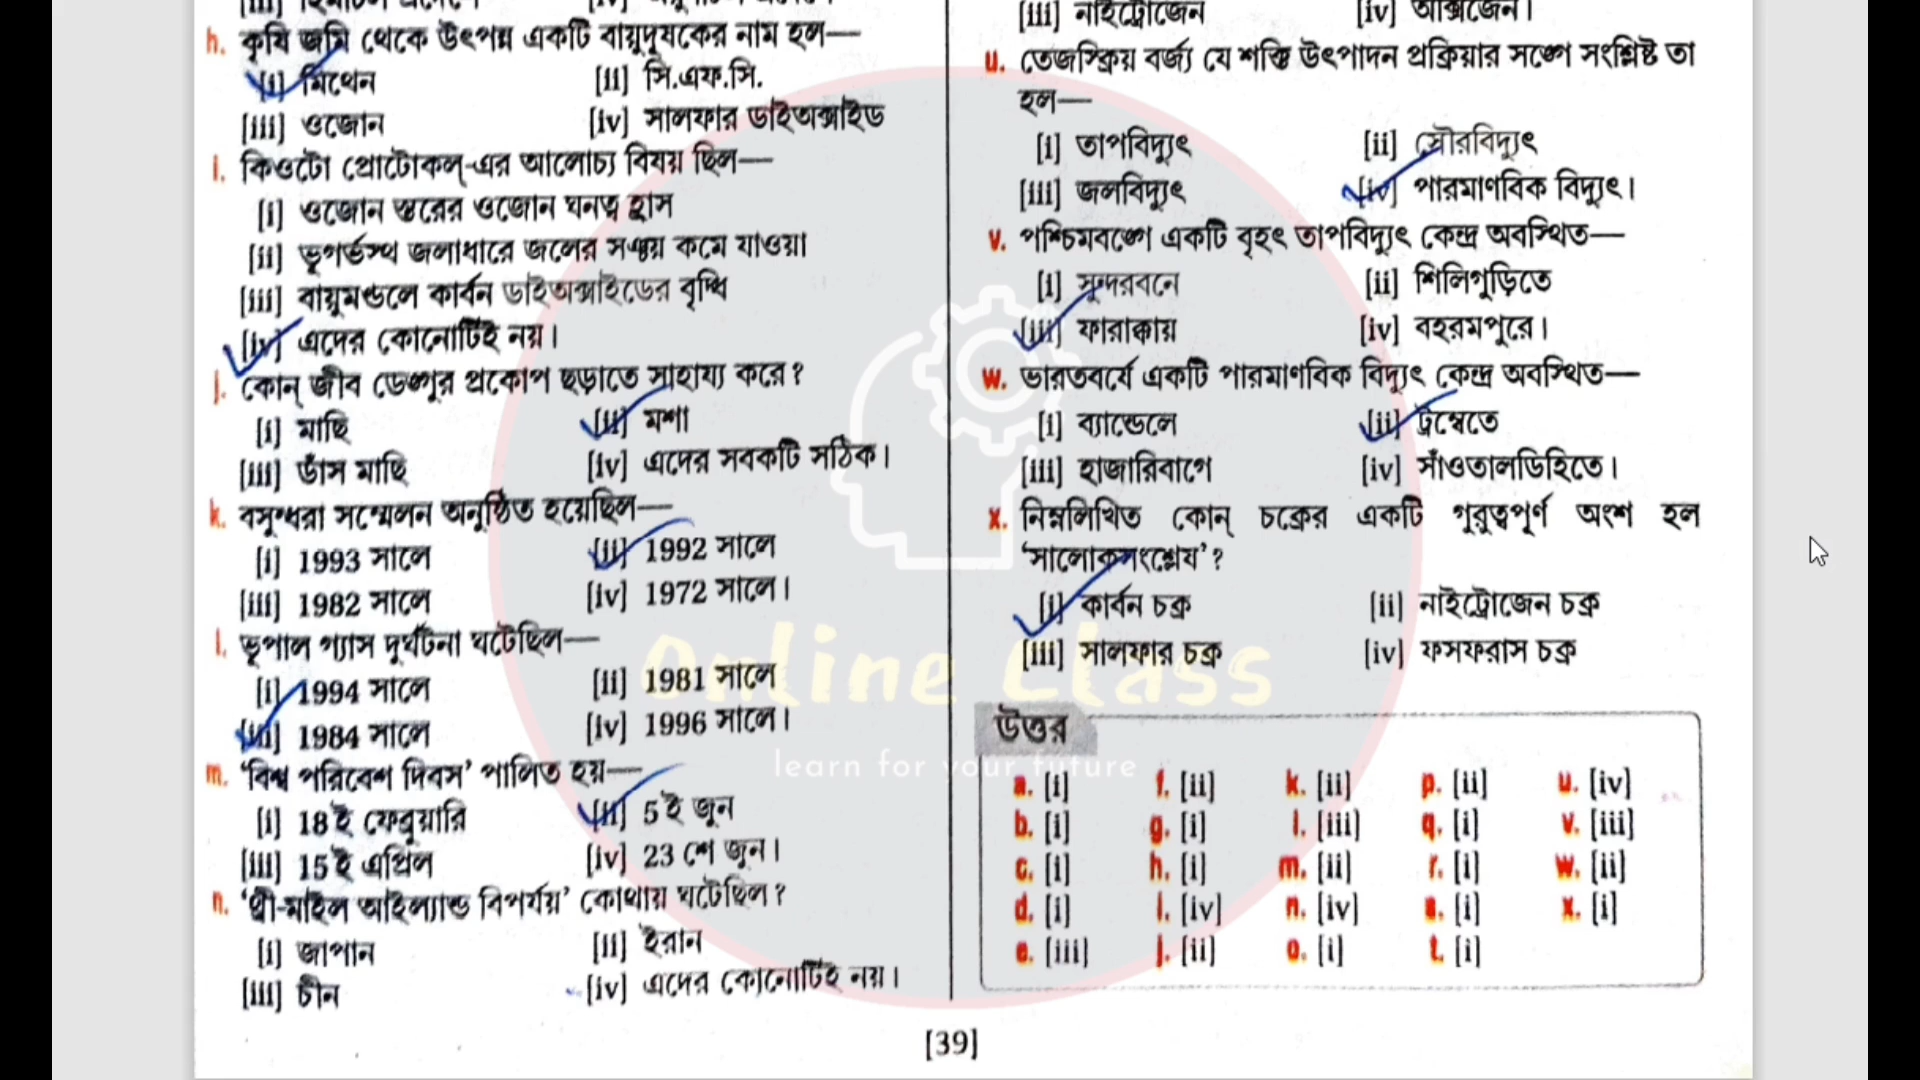 h. কৃষি জমি থেকে উৎপন্ন একটি বায়ুদূষকের নাম হল—
[i] মিথেন [ii] সি.এফ.সি.
[iii] ওজোন [iv] সালফার ডাইঅক্সাইড
i. কিওটো প্রোটোকল্-এর আলোচ্য বিষয় ছিল—
[i] ওজোন স্তরের ওজোন ঘনত্ব হ্রাস
[ii] ভূগর্ভস্থ জলাধারে জলের সঞ্চয় কমে যাওয়া
[iii] বায়ুমণ্ডলে কার্বন ডাইঅক্সাইডের বৃদ্ধি
[iv] এদের কোনোটিই নয়।
j. কোন্ জীব ডেঙ্গুর প্রকোপ ছড়াতে সাহায্য করে?
[i] মাছি [ii] মশা
[iii] ডাঁস মাছি [iv] এদের সবকটি সঠিক।
k. বসুন্ধরা সম্মেলন অনুষ্ঠিত হয়েছিল—
[i] 1993 সালে [ii] 1992 সালে
[iii] 1982 সালে [iv] 1972 সালে।
l. ভূপাল গ্যাস দুর্ঘটনা ঘটেছিল—
[i] 1994 সালে [ii] 1981 সালে
[iii] 1984 সালে [iv] 1996 সালে।
m. ‘বিশ্ব পরিবেশ দিবস’ পালিত হয়—
[i] 18ই ফেব্রুয়ারি [ii] 5ই জুন
[iii] 15ই এপ্রিল [iv] 23 শে জুন।
n. ‘থ্রী-মাইল আইল্যান্ড বিপর্যয়’ কোথায় ঘটেছিল?
[i] জাপান [ii] ইরান
[iii] চীন [iv] এদের কোনোটিই নয়।
[iii] নাইট্রোজেন [iv] অক্সিজেন।
u. তেজস্ক্রিয় বর্জ্য যে শক্তি উৎপাদন প্রক্রিয়ার সঙ্গে সংশ্লিষ্ট তা
হল—
[i] তাপবিদ্যুৎ [ii] সৌরবিদ্যুৎ
[iii] জলবিদ্যুৎ [iv] পারমাণবিক বিদ্যুৎ।
v. পশ্চিমবঙ্গে একটি বৃহৎ তাপবিদ্যুৎ কেন্দ্র অবস্থিত—
[i] সুন্দরবনে [ii] শিলিগুড়িতে
[iii] ফারাক্কায় [iv] বহরমপুরে।
w. ভারতবর্ষে একটি পারমাণবিক বিদ্যুৎ কেন্দ্র অবস্থিত—
[i] ব্যান্ডেলে [ii] ট্রম্বেতে
[iii] হাজারিবাগে [iv] সাঁওতালডিহিতে।
x. নিম্নলিখিত কোন্ চক্রের একটি গুরুত্বপূর্ণ অংশ হল
‘সালোকসংশ্লেষ’?
[i] কার্বন চক্র [ii] নাইট্রোজেন চক্র
[iii] সালফার চক্র [iv] ফসফরাস চক্র
Online Class
learn for your future
উত্তর
a. [i] f. [ii] k. [ii] p. [ii] u. [iv]
b. [i] g. [i] l. [iii] q. [i] v. [iii]
c. [i] h. [i] m. [ii] r. [i] w. [ii]
d. [i] i. [iv] n. [iv] s. [i] x. [i]
e. [iii] j. [ii] o. [i] t. [i]
[39]